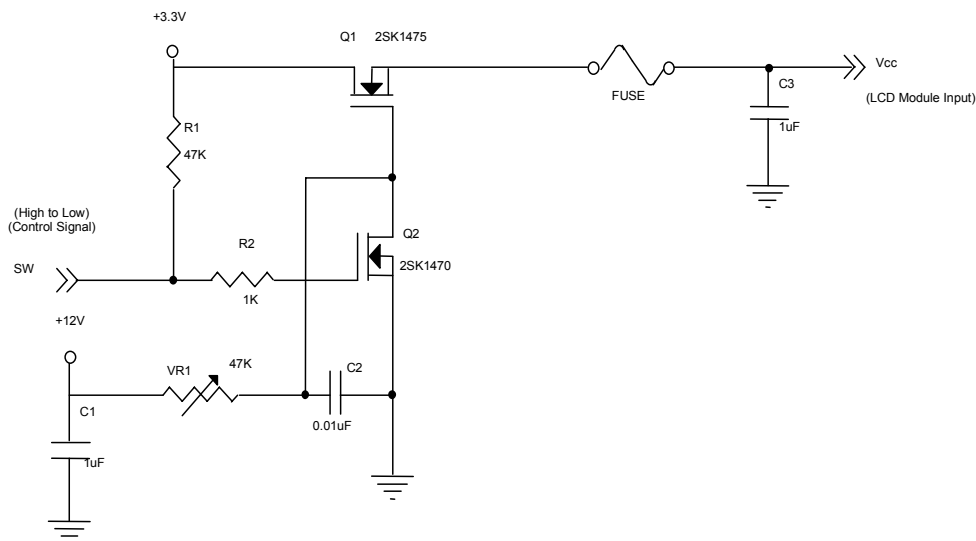 +3.3V
Q1 2SK1475
Vcc
C3
FUSE
(LCD Module Input)
R1
1uF
47K
(High to Low)
(Control Signal)
Q2
R2
SW
2SK1470
1K
+12V
47K
VR1
C2
C1
0.01uF
1uF